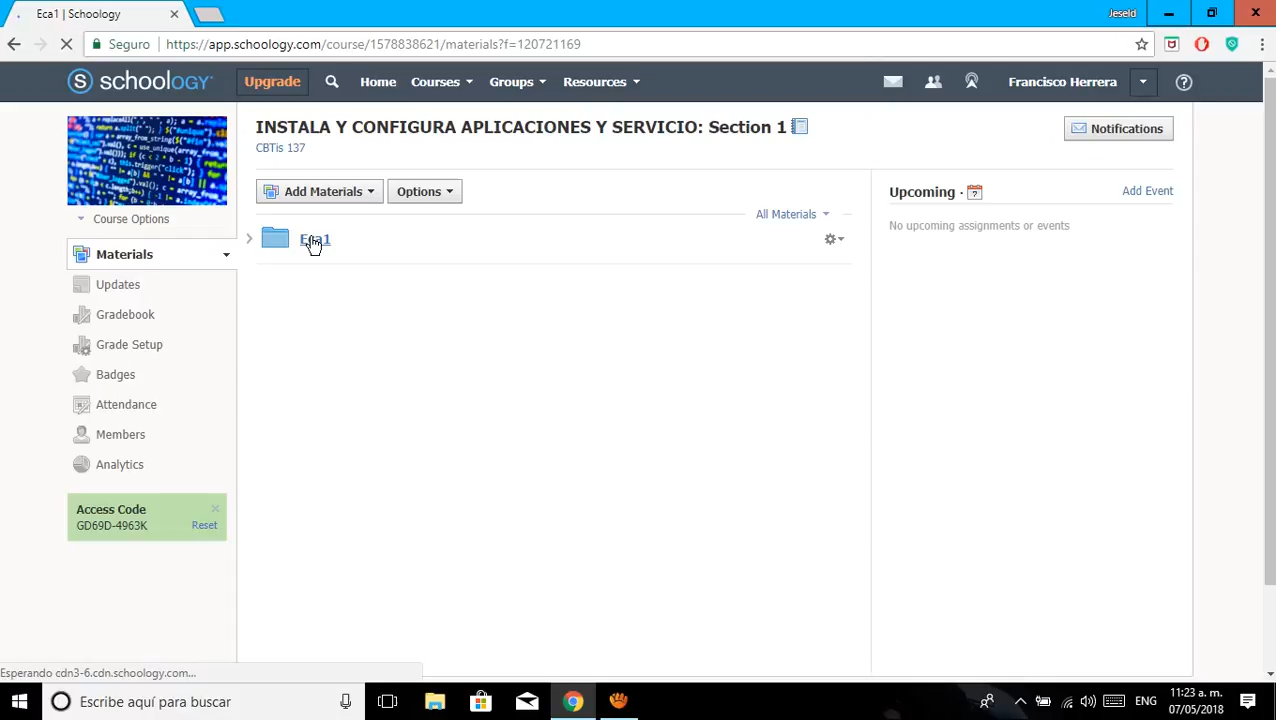 Eca1 | Schoology
Jeseld
Seguro
https://app.schoology.com/course/1578838621/materials?f=120721169
S schoology
Upgrade
Home
Courses
Groups
Resources
Francisco Herrera
INSTALA Y CONFIGURA APLICACIONES Y SERVICIO: Section 1
CBTis 137
Notifications
Add Materials
Options
Upcoming ·
Add Event
All Materials
No upcoming assignments or events
Course Options
Eca1
Materials
Updates
Gradebook
Grade Setup
Badges
Attendance
Members
Analytics
Access Code
GD69D-4963K
Reset
Esperando cdn3-6.cdn.schoology.com...
Escribe aquí para buscar
ENG
11:23 a. m.
07/05/2018